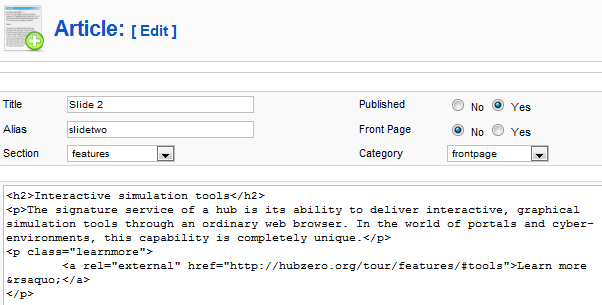 Article: [ Edit ]
Title Slide 2 Published No Yes
Alias slidetwo Front Page No Yes
Section features Category frontpage
<h2>Interactive simulation tools</h2>
<p>The signature service of a hub is its ability to deliver interactive, graphical
simulation tools through an ordinary web browser. In the world of portals and cyber-
environments, this capability is completely unique.</p>
<p class="learnmore">
<a rel="external" href="http://hubzero.org/tour/features/#tools">Learn more
&rsaquo;</a>
</p>